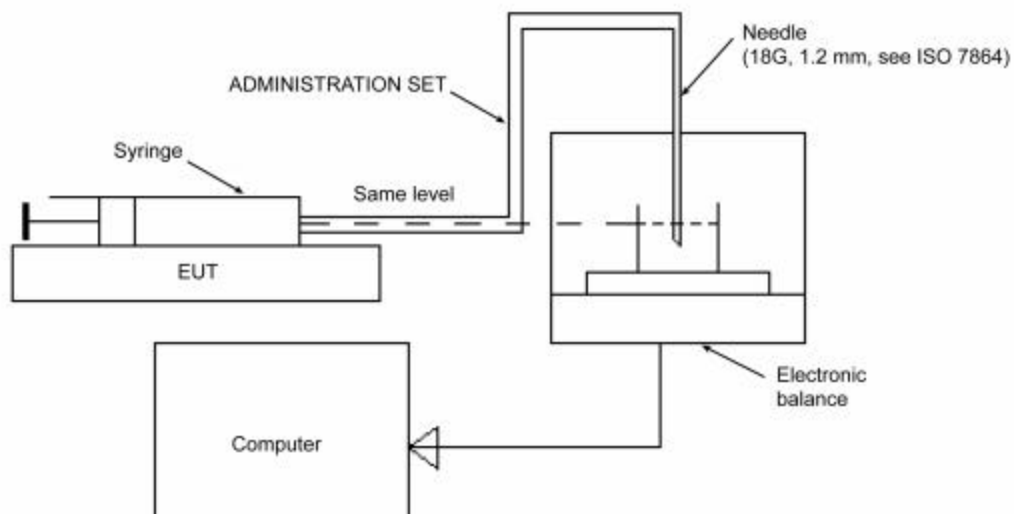 Needle
(18G, 1.2 mm, see ISO 7864)
ADMINISTRATION SET
Syringe
Same level
EUT
Electronic
balance
Computer